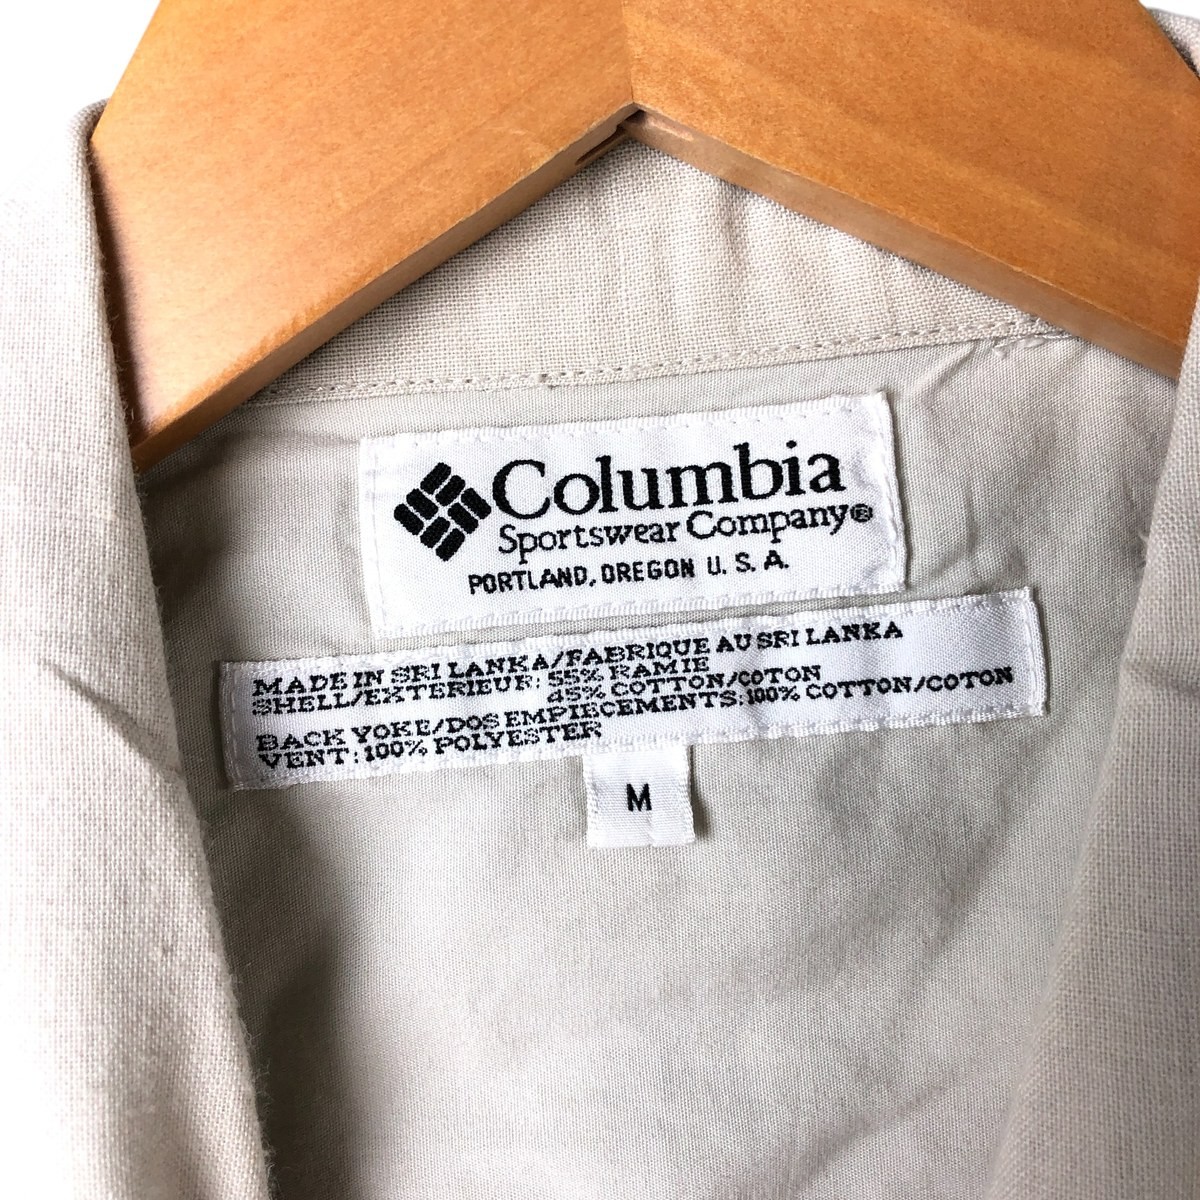 Columbia
Sportswear Company®
PORTLAND, OREGON U. S. A.
MADE IN SRI LANKA/FABRIQUE AU SRI LANKA
SHELL/EXTERIEUR: 55% RAMIE
45% COTTON/COTON
BACK YOKE/DOS EMPIECEMENTS: 100% COTTON/COTON
VENT: 100% POLYESTER
M